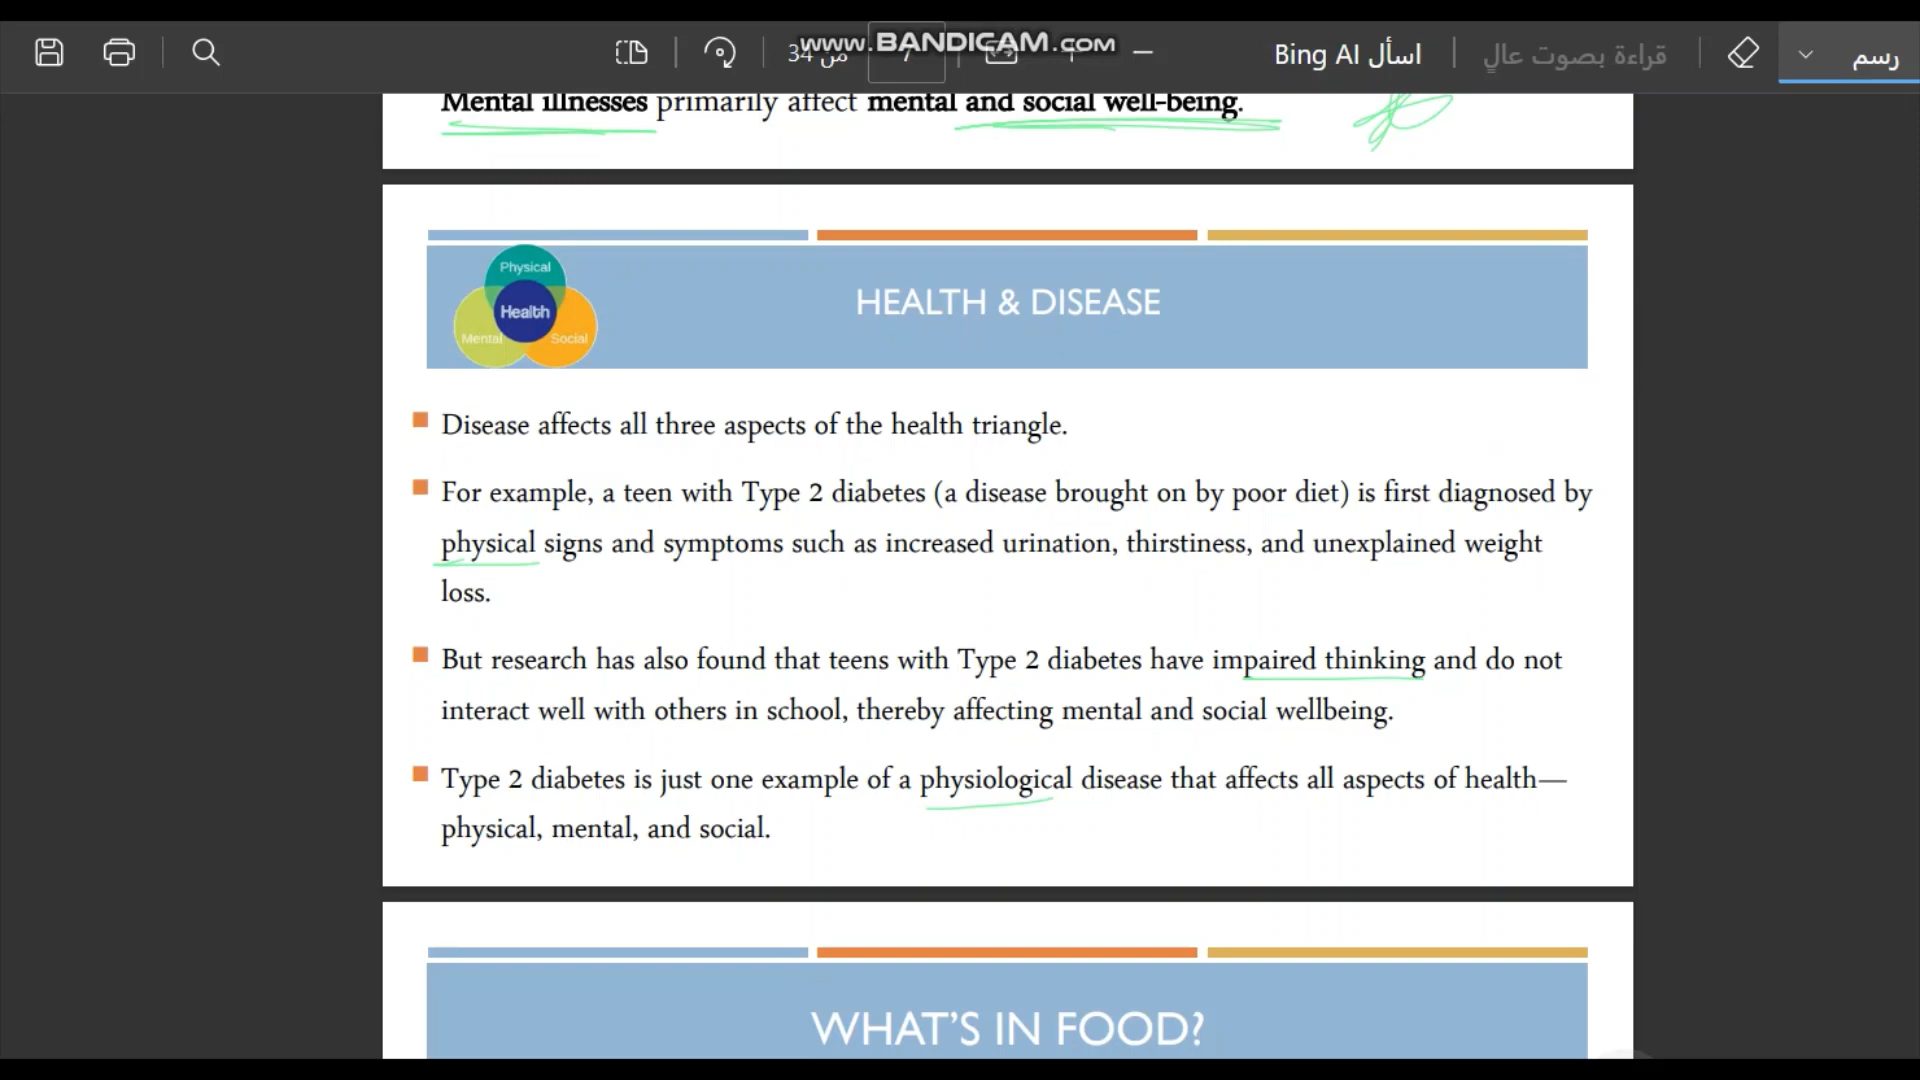 www.BANDICAM.com
34 من
7
اسأل Bing AI
قراءة بصوت عالٍ
رسم
Mental illnesses primarily affect mental and social well-being.
Physical
Health
Mental
Social
HEALTH & DISEASE
Disease affects all three aspects of the health triangle.
For example, a teen with Type 2 diabetes (a disease brought on by poor diet) is first diagnosed by
physical signs and symptoms such as increased urination, thirstiness, and unexplained weight
loss.
But research has also found that teens with Type 2 diabetes have impaired thinking and do not
interact well with others in school, thereby affecting mental and social wellbeing.
Type 2 diabetes is just one example of a physiological disease that affects all aspects of health—
physical, mental, and social.
WHAT'S IN FOOD?